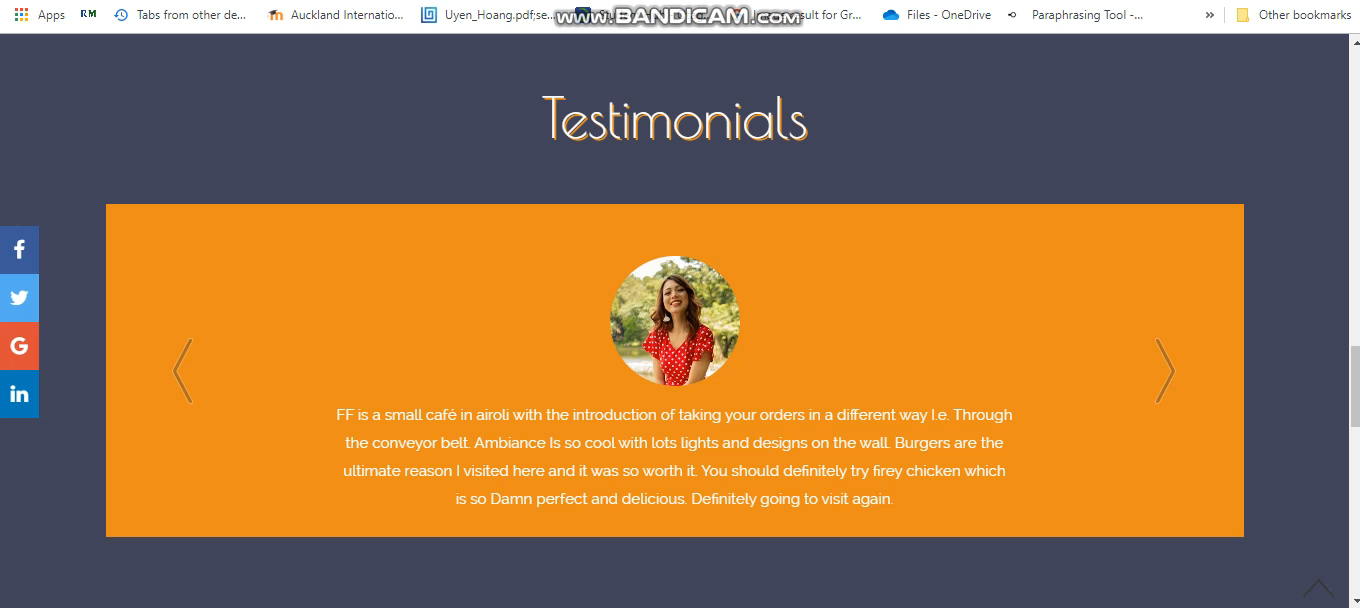 Apps
RM
Tabs from other de...
Auckland Internatio...
Uyen_Hoang.pdf;se...
www.BANDICAM.com
sult for Gr...
Files - OneDrive
Paraphrasing Tool -...
»
Other bookmarks
Testimonials
f
G
in
FF is a small café in airoli with the introduction of taking your orders in a different way I.e. Through
the conveyor belt. Ambiance Is so cool with lots lights and designs on the wall. Burgers are the
ultimate reason I visited here and it was so worth it. You should definitely try firey chicken which
is so Damn perfect and delicious. Definitely going to visit again.